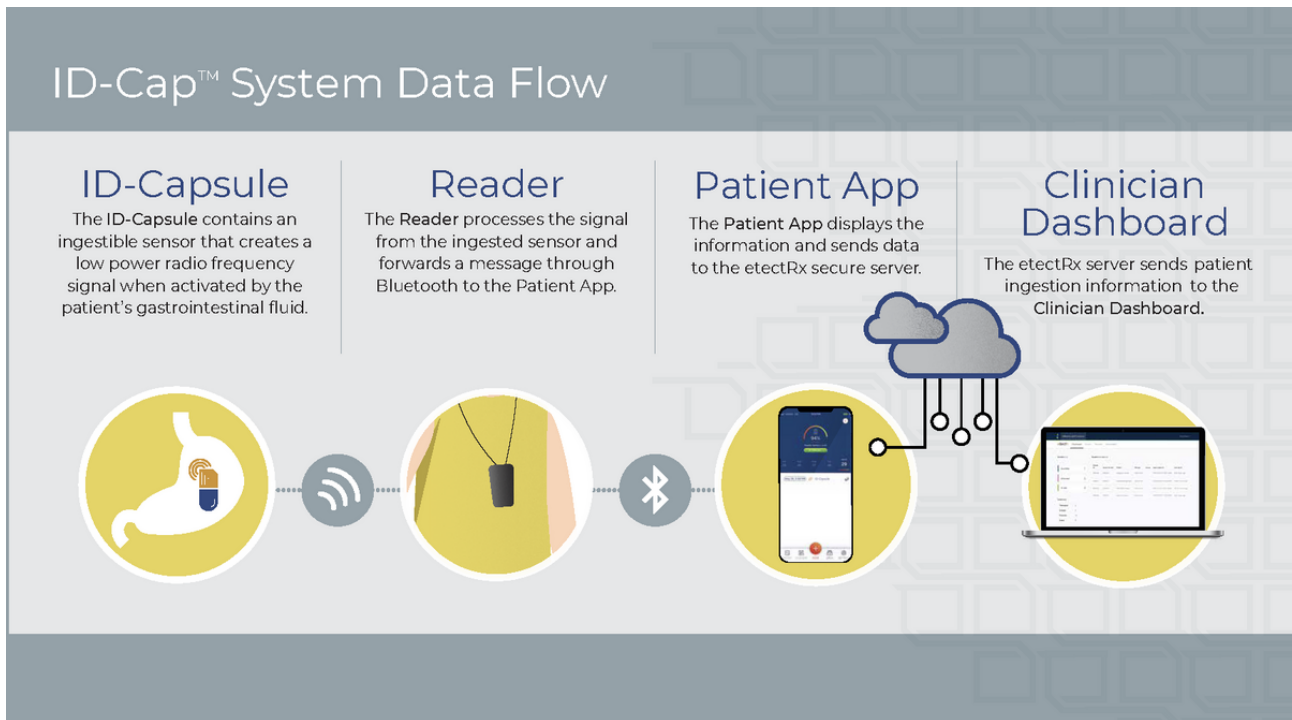 ID-Cap™ System Data Flow
ID-Capsule
The ID-Capsule contains an
ingestible sensor that creates a
low power radio frequency
signal when activated by the
patient's gastrointestinal fluid.
Reader
The Reader processes the signal
from the ingested sensor and
forwards a message through
Bluetooth to the Patient App.
Patient App
The Patient App displays the
information and sends data
to the etectRx secure server.
Clinician
Dashboard
The etectRx server sends patient
ingestion information to the
Clinician Dashboard.